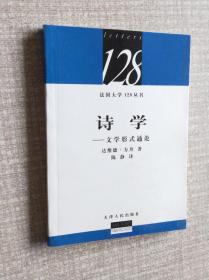 letters
128
法国大学128丛书
诗学
——文学形式通论
达维德·方丹 著
陈静 译
天津人民出版社